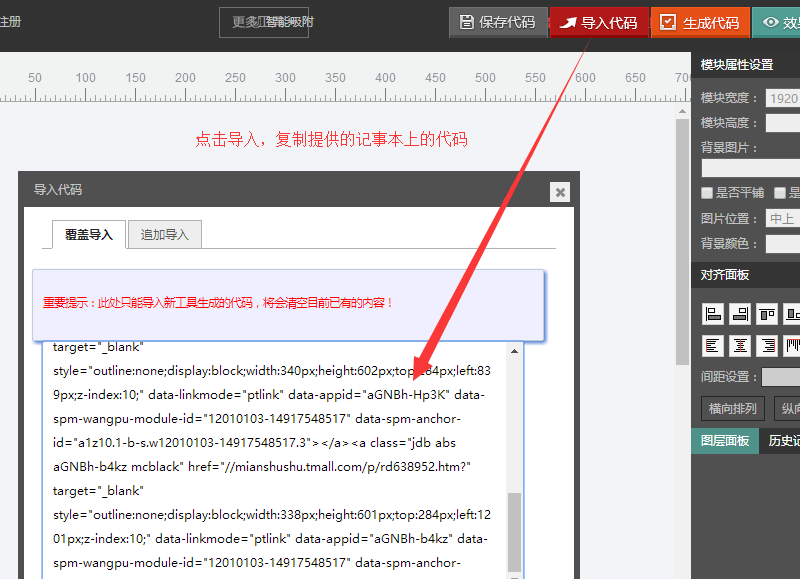 注册
智能吸附
保存代码
导入代码
生成代码
效
50 100 150 200 250 300 350 400 450 500 550 600 650 700
点击导入，复制提供的记事本上的代码
导入代码
覆盖导入
追加导入
重要提示：此处只能导入新工具生成的代码，将会清空目前已有的内容！
target="_blank"
style="outline:none;display:block;width:340px;height:602px;top:284px;left:83
9px;z-index:10;" data-linkmode="ptlink" data-appid="aGNBh-Hp3K" data-
spm-wangpu-module-id="12010103-14917548517" data-spm-anchor-
id="a1z10.1-b-s.w12010103-14917548517.3"></a><a class="jdb abs
aGNBh-b4kz mcblack" href="//mianshushu.tmall.com/p/rd638952.htm?"
target="_blank"
style="outline:none;display:block;width:338px;height:601px;top:284px;left:12
01px;z-index:10;" data-linkmode="ptlink" data-appid="aGNBh-b4kz" data-
spm-wangpu-module-id="12010103-14917548517" data-spm-anchor-
模块属性设置
模块宽度：
1920
模块高度：
背景图片：
是否平铺
是
图片位置：
中上
背景颜色：
对齐面板
间距设置：
横向排列
纵向
图层面板
历史记